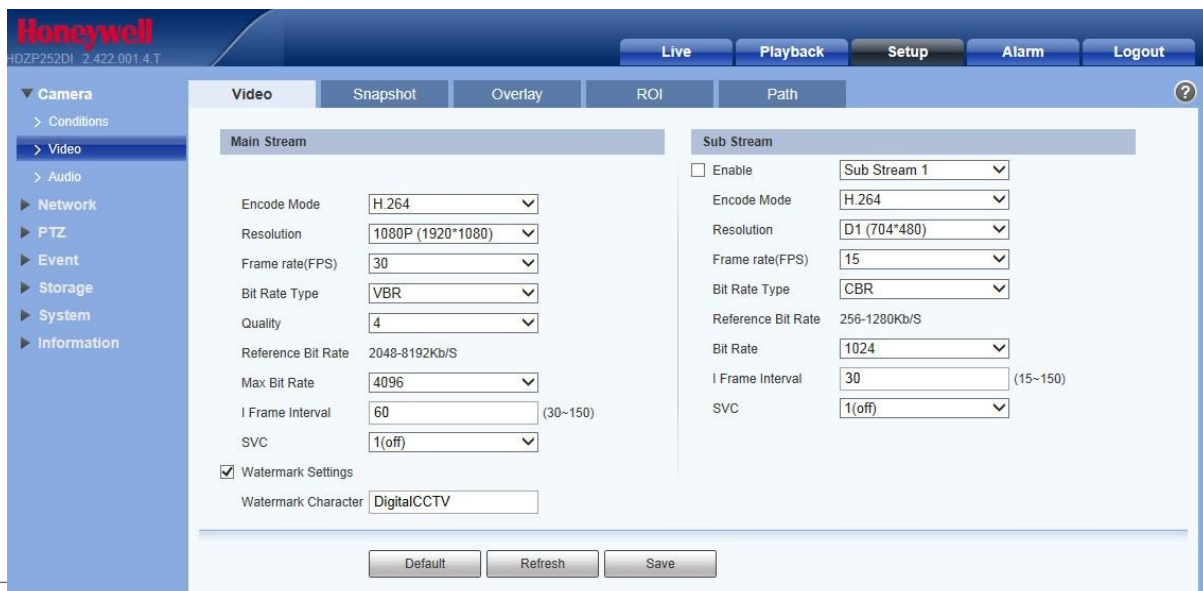 Honeywell
HDZP252DI 2.422.001.4.T
Live Playback Setup Alarm Logout
Camera
> Conditions
> Video
> Audio
Network
PTZ
Event
Storage
System
Information
Video Snapshot Overlay ROI Path ?
Main Stream
Encode Mode H.264
Resolution 1080P (1920*1080)
Frame rate(FPS) 30
Bit Rate Type VBR
Quality 4
Reference Bit Rate 2048-8192Kb/S
Max Bit Rate 4096
I Frame Interval 60 (30~150)
SVC 1(off)
Watermark Settings
Watermark Character DigitalCCTV
Sub Stream
Enable Sub Stream 1
Encode Mode H.264
Resolution D1 (704*480)
Frame rate(FPS) 15
Bit Rate Type CBR
Reference Bit Rate 256-1280Kb/S
Bit Rate 1024
I Frame Interval 30 (15~150)
SVC 1(off)
Default Refresh Save